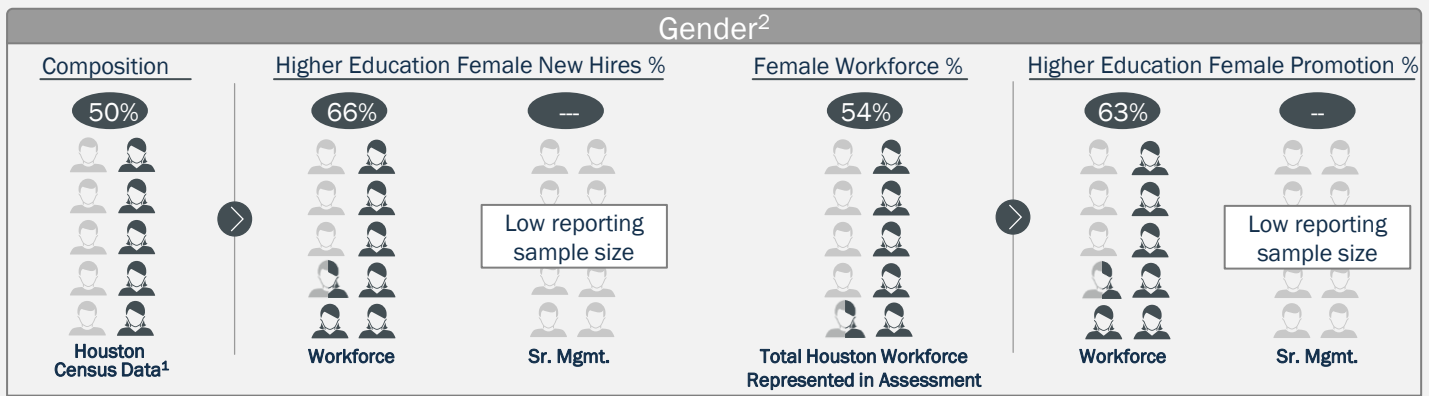 Gender²
Composition
50%
Houston
Census Data¹
Higher Education Female New Hires %
66%
Workforce
---
Low reporting
sample size
Sr. Mgmt.
Female Workforce %
54%
Total Houston Workforce
Represented in Assessment
Higher Education Female Promotion %
63%
Workforce
--
Low reporting
sample size
Sr. Mgmt.